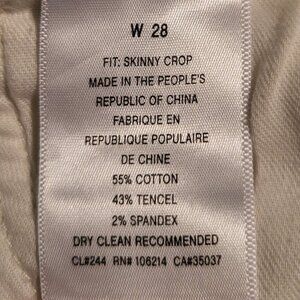 W 28
FIT: SKINNY CROP
MADE IN THE PEOPLE'S
REPUBLIC OF CHINA
FABRIQUE EN
REPUBLIQUE POPULAIRE
DE CHINE
55% COTTON
43% TENCEL
2% SPANDEX
DRY CLEAN RECOMMENDED
CL#244 RN# 106214 CA#35037